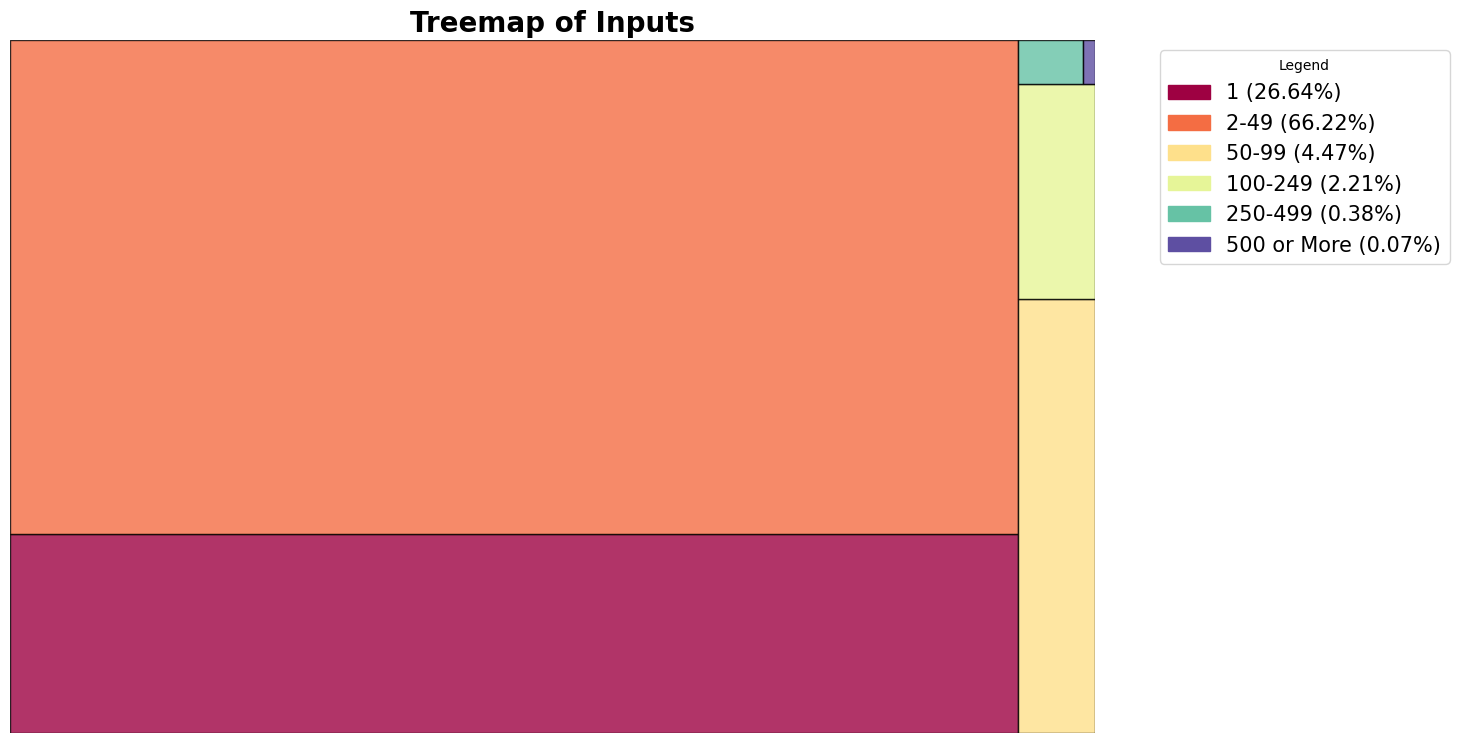 Treemap of Inputs
Legend
1 (26.64%)
2-49 (66.22%)
50-99 (4.47%)
100-249 (2.21%)
250-499 (0.38%)
500 or More (0.07%)